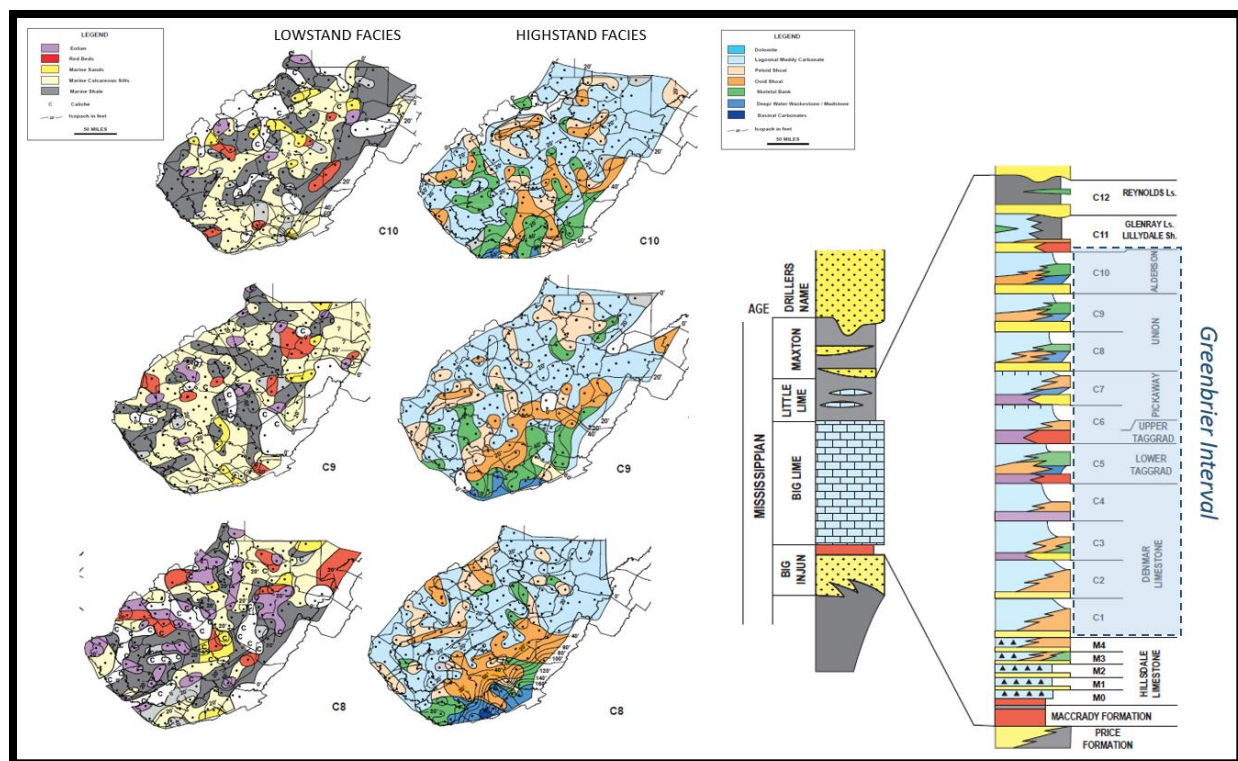 LOWSTAND FACIES
HIGHSTAND FACIES
LEGEND
Eolian
Red Beds
Marine Sands
Marine Calcareous Silts
Marine Shale
C Caliche
Isopach in feet
50 MILES
LEGEND
Dolomite
Lagoonal Muddy Carbonate
Peloid Shoal
Ooid Shoal
Skeletal Bank
Deeper Water Wackestone / Mudstone
Basinal Carbonates
Isopach in feet
50 MILES
C10
C10
C9
C9
C8
C8
AGE
DRILLERS NAME
MISSISSIPPIAN
MAXTON
LITTLE LIME
BIG LIME
BIG INJUN
C12
REYNOLDS Ls.
C11
GLENRAY Ls.
LILLYDALE Sh.
C10
ALDERSON
C9
UNION
C8
C7
PICKAWAY
C6
UPPER
TAGGRAD
C5
LOWER
TAGGRAD
C4
C3
DENMAR
LIMESTONE
C2
C1
M4
M3
M2
M1
M0
HILLSDALE
LIMESTONE
MACCRADY FORMATION
PRICE
FORMATION
Greenbrier Interval